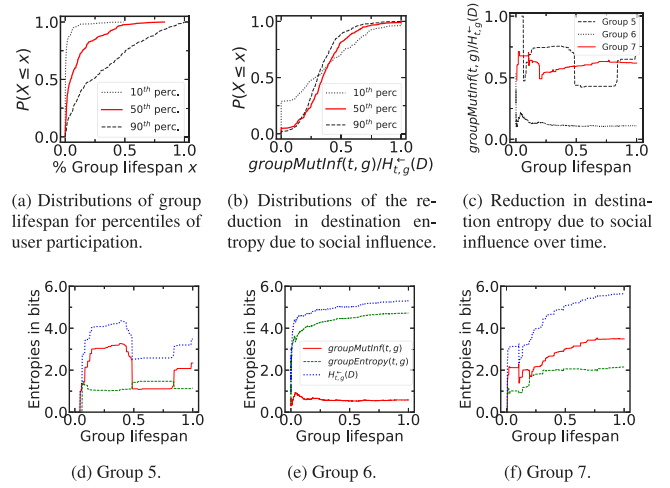 1.0
0.5
0.0
P(X ≤ x)
10th perc.
50th perc.
90th perc.
0.0 0.5 1.0
% Group lifespan x
(a) Distributions of group
lifespan for percentiles of
user participation.
1.0
0.5
0.0
P(X ≤ x)
10th perc.
50th perc.
90th perc.
0.0 0.5 1.0
groupMutInf(t, g)/H←t,g(D)
(b) Distributions of the re-
duction in destination en-
tropy due to social influence.
1.0
0.5
0.0
groupMutInf(t, g)/H←t,g(D)
Group 5
Group 6
Group 7
0.0 0.5 1.0
Group lifespan
(c) Reduction in destina-
tion entropy due to social
influence over time.
6.0
4.0
2.0
Entropies in bits
0.0 0.5 1.0
Group lifespan
(d) Group 5.
6.0
4.0
2.0
Entropies in bits
groupMutInf(t, g)
groupEntropy(t, g)
H←t,g(D)
0.0 0.5 1.0
Group lifespan
(e) Group 6.
6.0
4.0
2.0
Entropies in bits
0.0 0.5 1.0
Group lifespan
(f) Group 7.